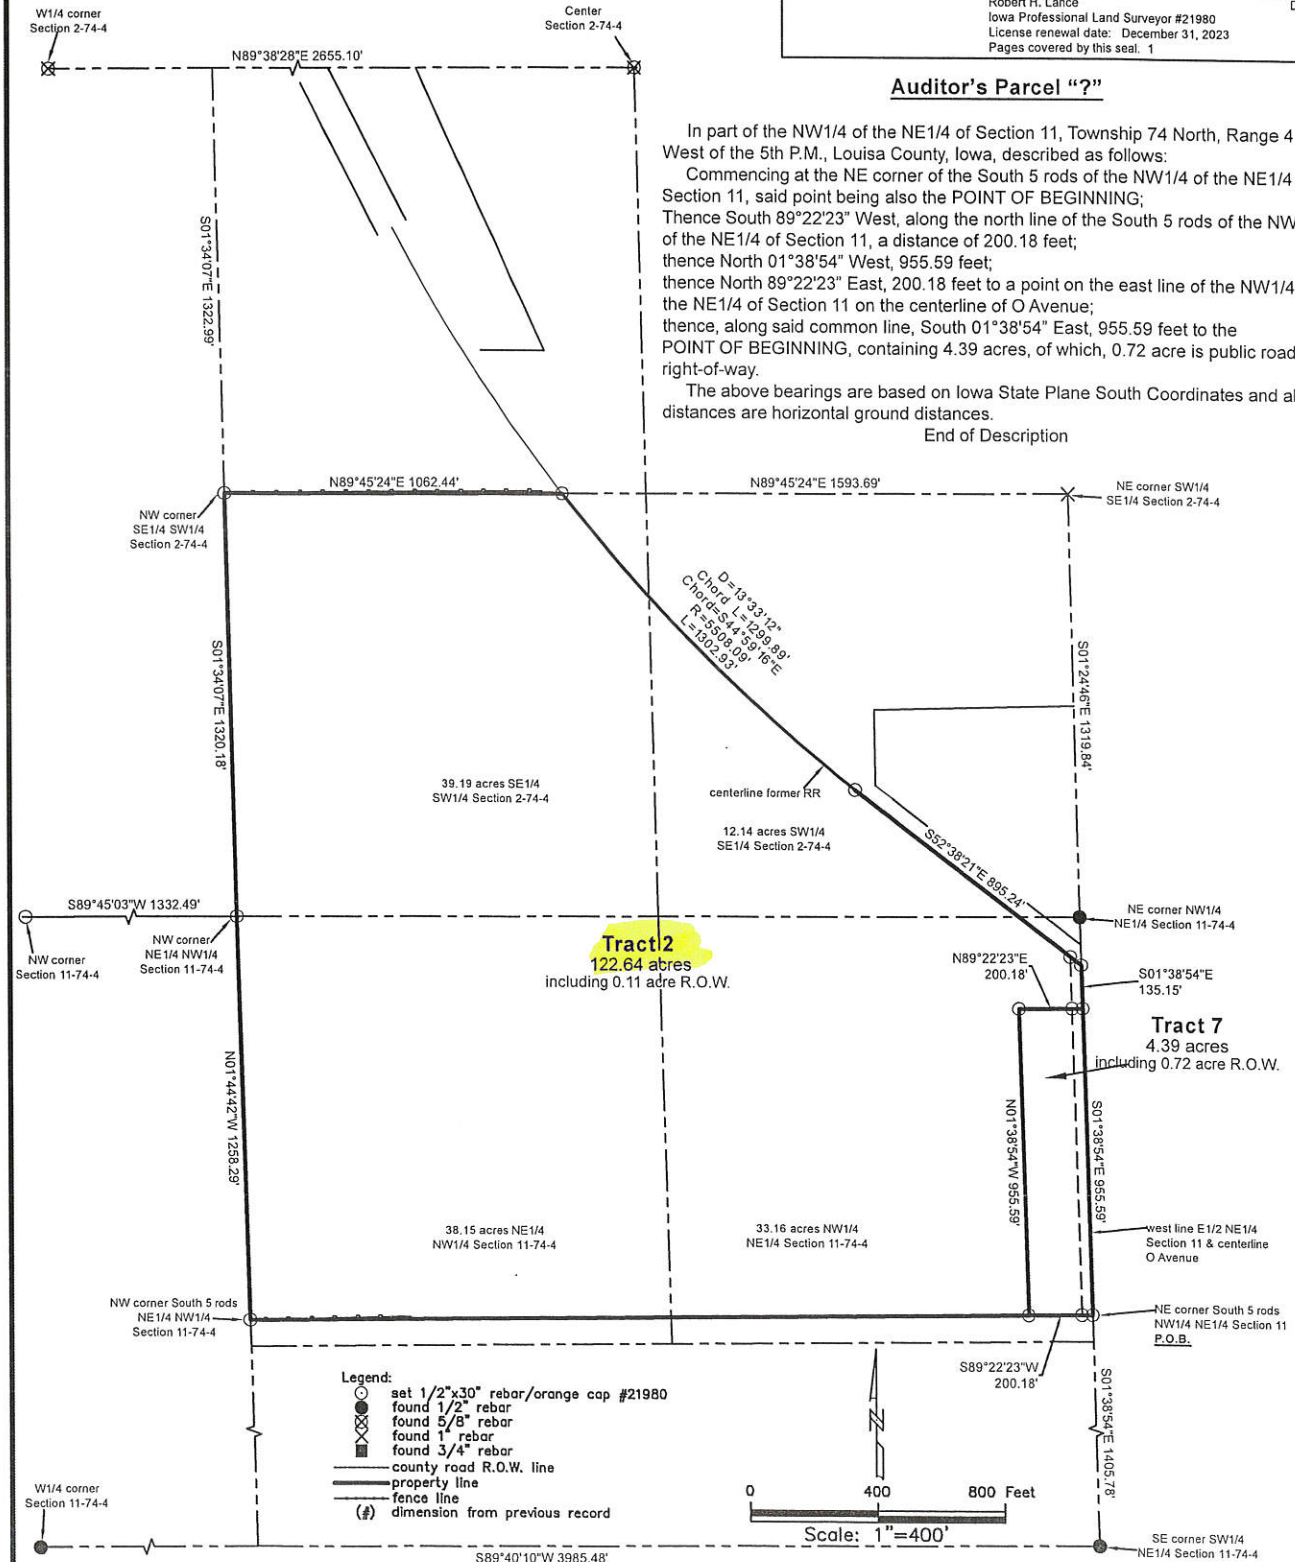 Robert H. Lance
Iowa Professional Land Surveyor #21980
License renewal date: December 31, 2023
Pages covered by this seal. 1
W1/4 corner
Section 2-74-4
Center
Section 2-74-4
N89°38'28"E 2655.10'
Auditor's Parcel "?"
In part of the NW1/4 of the NE1/4 of Section 11, Township 74 North, Range 4
West of the 5th P.M., Louisa County, Iowa, described as follows:
Commencing at the NE corner of the South 5 rods of the NW1/4 of the NE1/4
Section 11, said point being also the POINT OF BEGINNING;
Thence South 89°22'23" West, along the north line of the South 5 rods of the NW
of the NE1/4 of Section 11, a distance of 200.18 feet;
thence North 01°38'54" West, 955.59 feet;
thence North 89°22'23" East, 200.18 feet to a point on the east line of the NW1/4
the NE1/4 of Section 11 on the centerline of O Avenue;
thence, along said common line, South 01°38'54" East, 955.59 feet to the
POINT OF BEGINNING, containing 4.39 acres, of which, 0.72 acre is public road
right-of-way.
The above bearings are based on Iowa State Plane South Coordinates and al
distances are horizontal ground distances.
End of Description
S01°34'07"E 1322.99'
N89°45'24"E 1062.44'
N89°45'24"E 1593.69'
NE corner SW1/4
SE1/4 Section 2-74-4
NW corner
SE1/4 SW1/4
Section 2-74-4
D=13°33'12"
Chord L=1299.89'
Chord=S44°59'16"E
R=5508.09'
L=1302.93'
S01°34'07"E 1320.18'
S01°24'46"E 1319.84'
39.19 acres SE1/4
SW1/4 Section 2-74-4
centerline former RR
12.14 acres SW1/4
SE1/4 Section 2-74-4
S52°38'21"E 895.24'
S89°45'03"W 1332.49'
NW corner
Section 11-74-4
NW corner
NE1/4 NW1/4
Section 11-74-4
NE corner NW1/4
NE1/4 Section 11-74-4
Tract 2
122.64 acres
including 0.11 acre R.O.W.
N89°22'23"E
200.18'
S01°38'54"E
135.15'
Tract 7
4.39 acres
including 0.72 acre R.O.W.
N01°44'42"W 1258.29'
N01°38'54"W 955.59'
S01°38'54"E 955.59'
38.15 acres NE1/4
NW1/4 Section 11-74-4
33.16 acres NW1/4
NE1/4 Section 11-74-4
west line E1/2 NE1/4
Section 11 & centerline
O Avenue
NW corner South 5 rods
NE1/4 NW1/4
Section 11-74-4
NE corner South 5 rods
NW1/4 NE1/4 Section 11
P.O.B.
S89°22'23"W
200.18'
S01°38'54"E 1405.78'
Legend:
set 1/2"x30" rebar/orange cap #21980
found 1/2" rebar
found 5/8" rebar
found 1" rebar
found 3/4" rebar
county road R.O.W. line
property line
fence line
(#) dimension from previous record
N
0 400 800 Feet
Scale: 1"=400'
W1/4 corner
Section 11-74-4
S89°40'10"W 3985.48'
SE corner SW1/4
NE1/4 Section 11-74-4